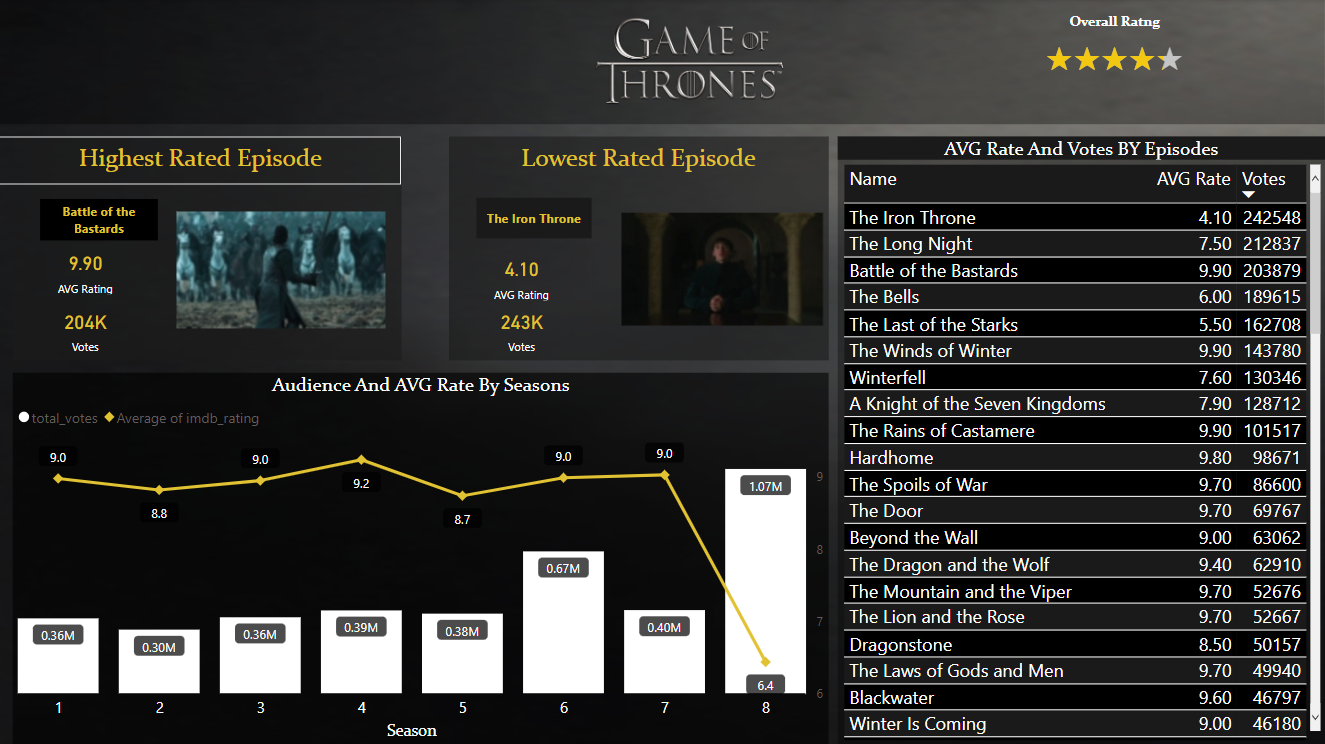 GAME OF
THRONES
Overall Ratng
Highest Rated Episode
Battle of the
Bastards
9.90
AVG Rating
204K
Votes
Lowest Rated Episode
The Iron Throne
4.10
AVG Rating
243K
Votes
Audience And AVG Rate By Seasons
total_votes Average of imdb_rating
9.0
8.8
9.0
9.2
8.7
9.0
9.0
6.4
0.36M
0.30M
0.36M
0.39M
0.38M
0.67M
0.40M
1.07M
9
8
7
6
1 2 3 4 5 6 7 8
Season
AVG Rate And Votes BY Episodes
Name AVG Rate Votes
The Iron Throne 4.10 242548
The Long Night 7.50 212837
Battle of the Bastards 9.90 203879
The Bells 6.00 189615
The Last of the Starks 5.50 162708
The Winds of Winter 9.90 143780
Winterfell 7.60 130346
A Knight of the Seven Kingdoms 7.90 128712
The Rains of Castamere 9.90 101517
Hardhome 9.80 98671
The Spoils of War 9.70 86600
The Door 9.70 69767
Beyond the Wall 9.00 63062
The Dragon and the Wolf 9.40 62910
The Mountain and the Viper 9.70 52676
The Lion and the Rose 9.70 52667
Dragonstone 8.50 50157
The Laws of Gods and Men 9.70 49940
Blackwater 9.60 46797
Winter Is Coming 9.00 46180